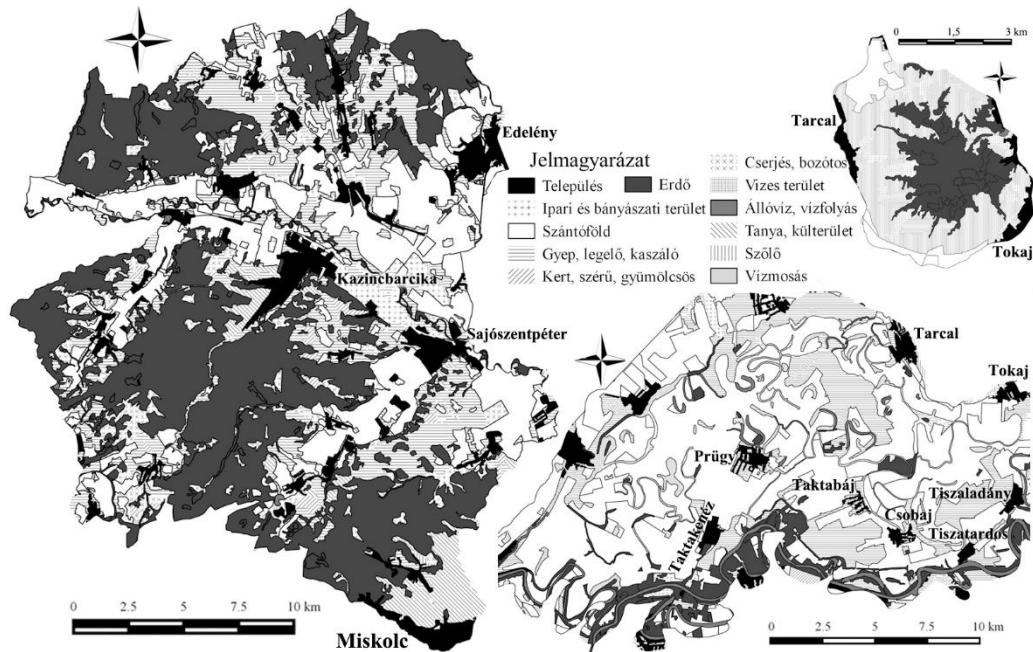 0 1,5 3 km
Tarcal
Tokaj
Edelény
Kazincbarcika
Sajószentpéter
Miskolc
0 2.5 5 7.5 10 km
Jelmagyarázat
Település
Erdő
Ipari és bányászati terület
Szántóföld
Gyep, legelő, kaszáló
Kert, szérű, gyümölcsös
Cserjés, bozótos
Vizes terület
Állóvíz, vízfolyás
Tanya, külterület
Szőlő
Vízmosás
Tarcal
Tokaj
Prügy
Taktabáj
Tiszaladány
Csobaj
Tiszatardos
Taktakenéz
0 2.5 5 7.5 10 km